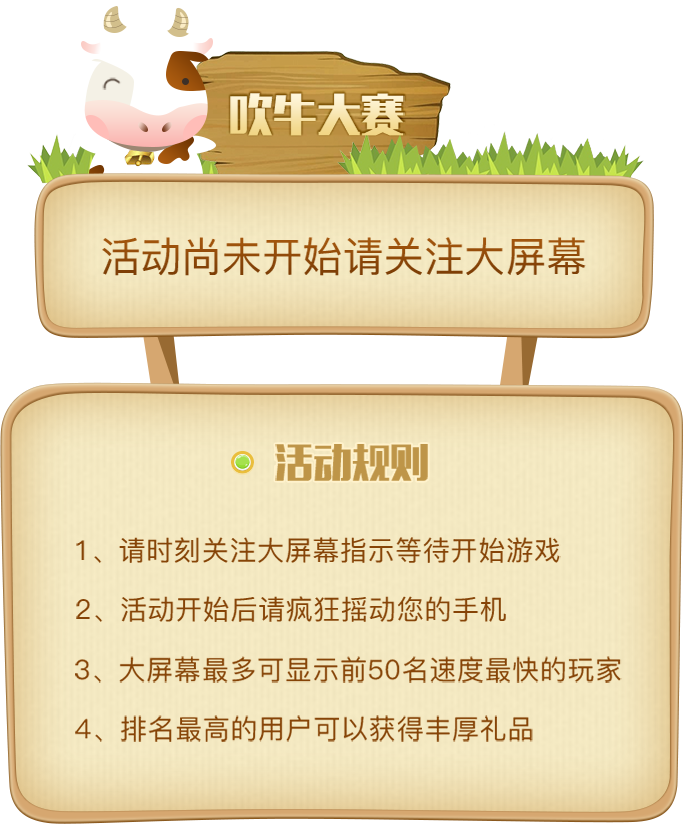 吹牛大赛
活动尚未开始请关注大屏幕
活动规则
1、请时刻关注大屏幕指示等待开始游戏
2、活动开始后请疯狂摇动您的手机
3、大屏幕最多可显示前50名速度最快的玩家
4、排名最高的用户可以获得丰厚礼品